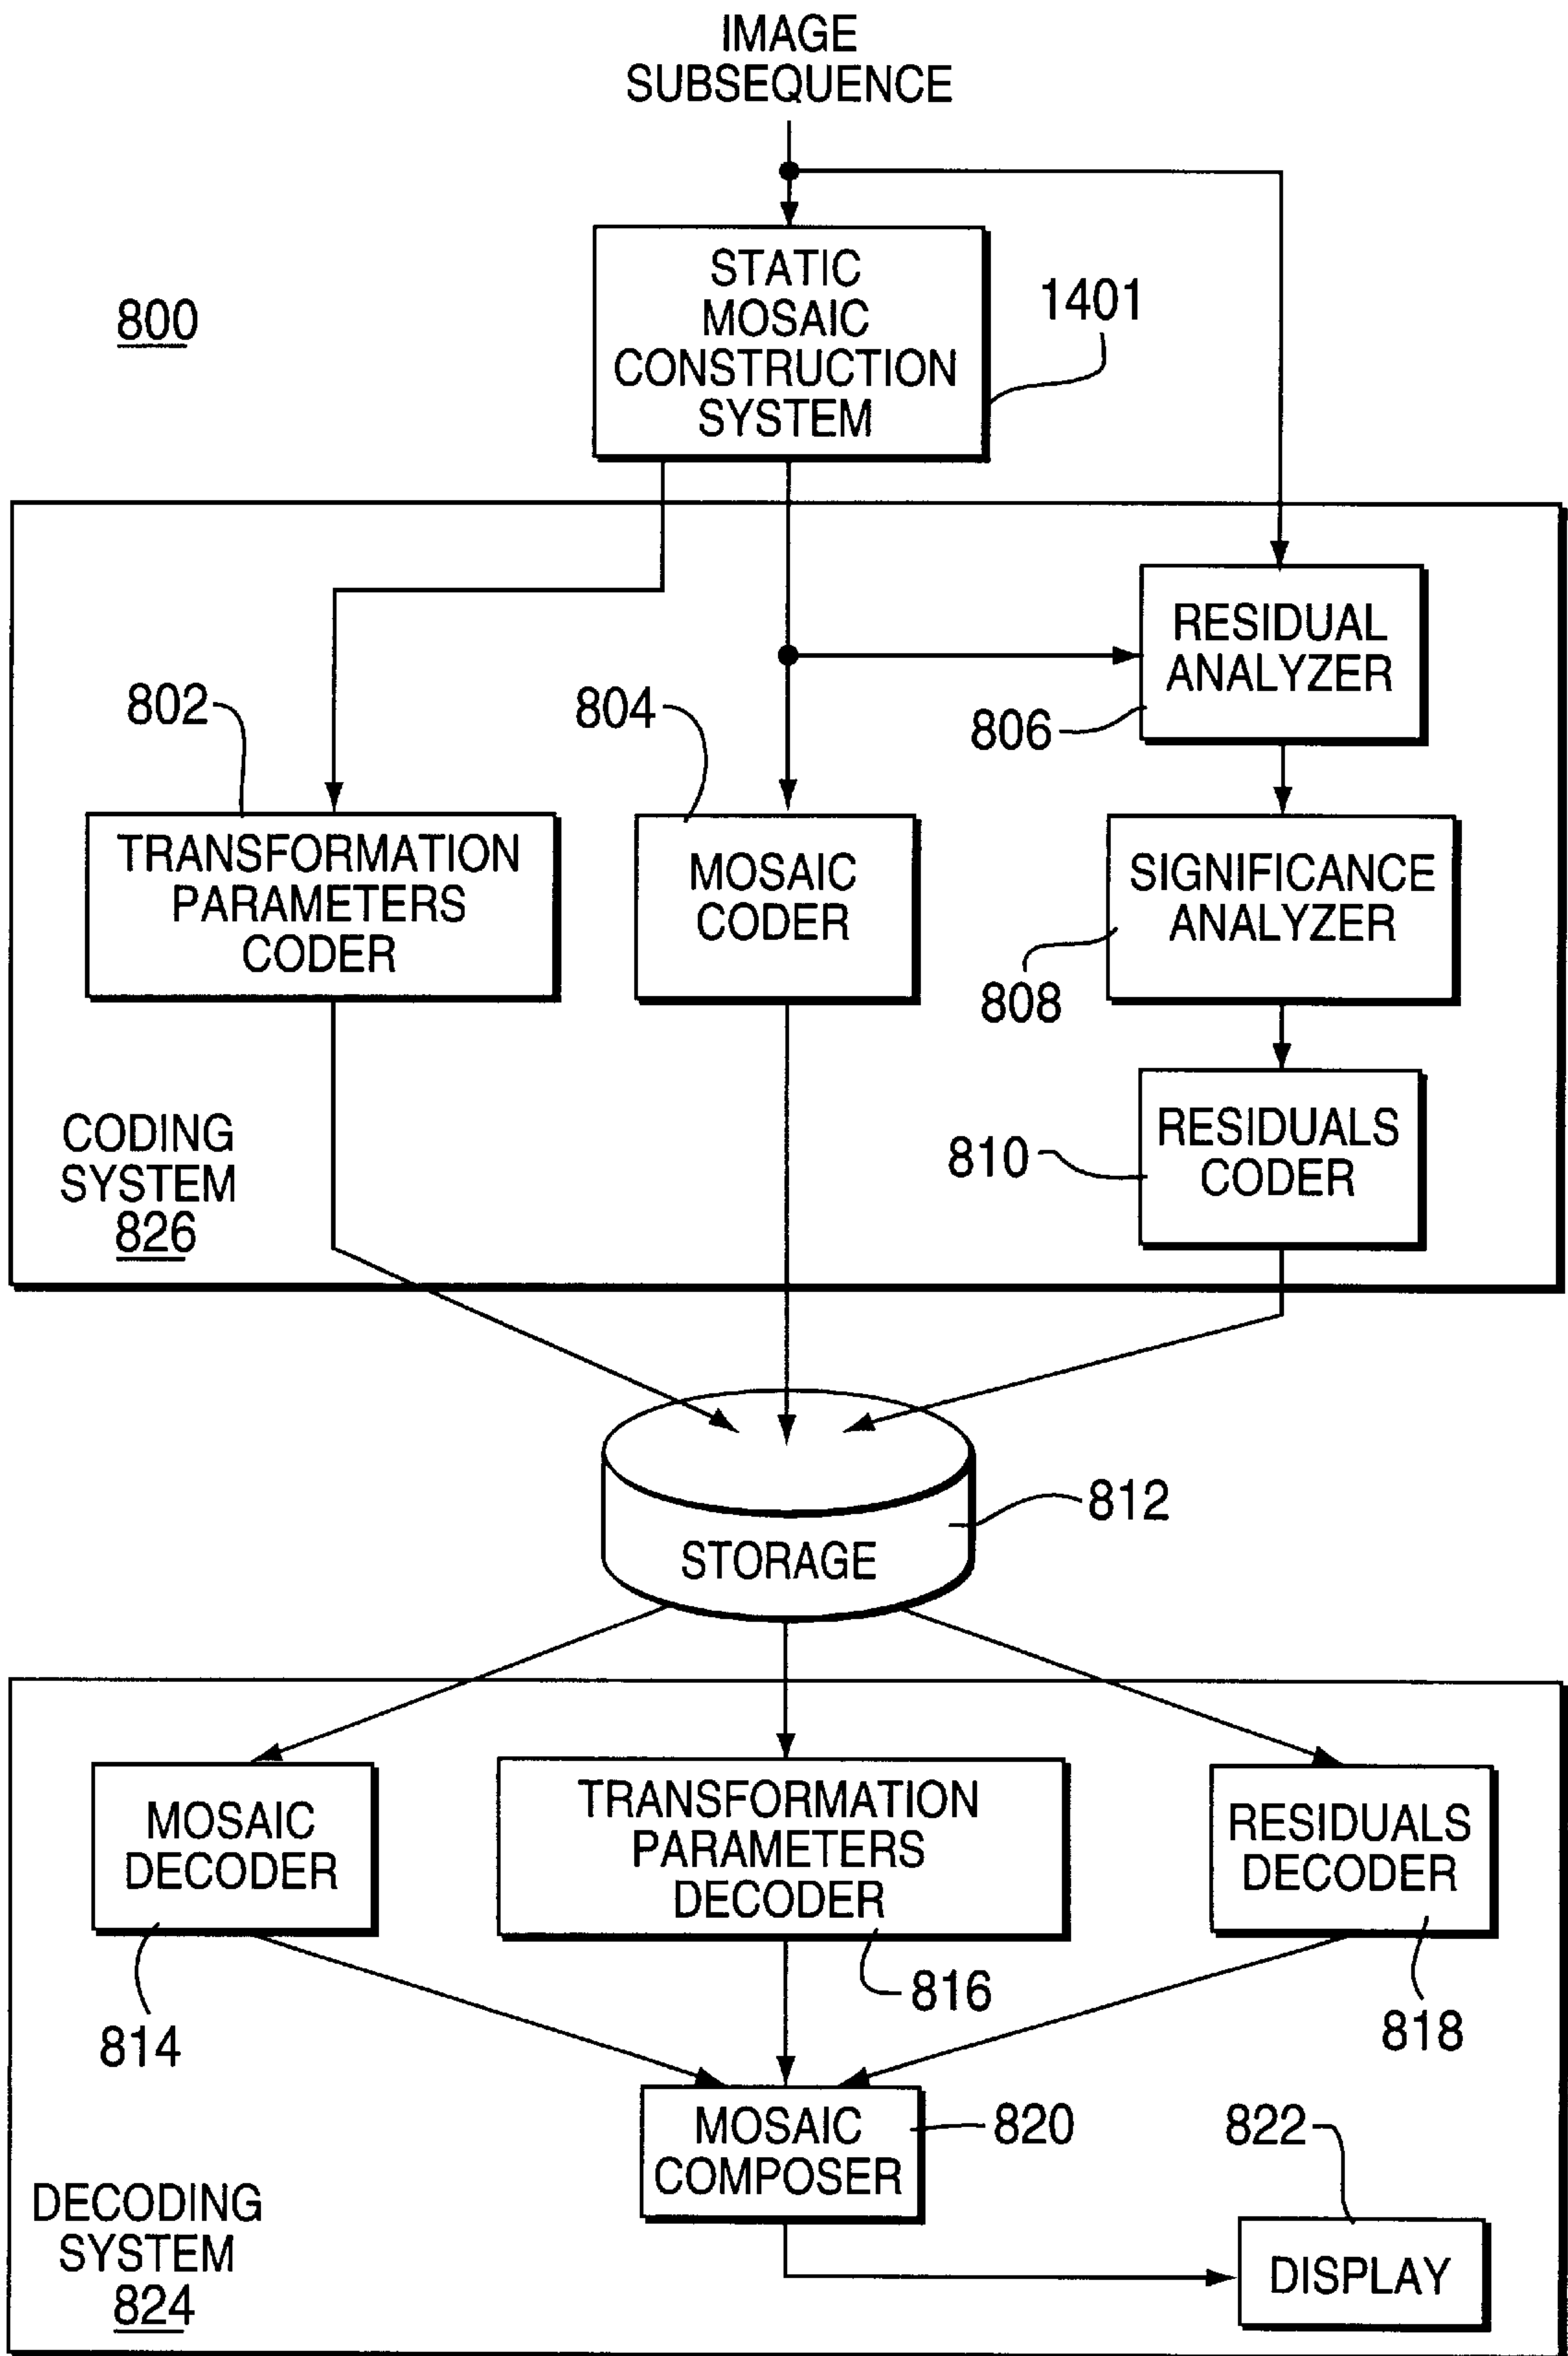 IMAGE
SUBSEQUENCE
STATIC
MOSAIC
CONSTRUCTION
SYSTEM
1401
800
RESIDUAL
ANALYZER
806
802
804
TRANSFORMATION
PARAMETERS
CODER
MOSAIC
CODER
SIGNIFICANCE
ANALYZER
808
RESIDUALS
CODER
810
CODING
SYSTEM
826
STORAGE
812
MOSAIC
DECODER
814
TRANSFORMATION
PARAMETERS
DECODER
816
RESIDUALS
DECODER
818
MOSAIC
COMPOSER
820
822
DISPLAY
DECODING
SYSTEM
824